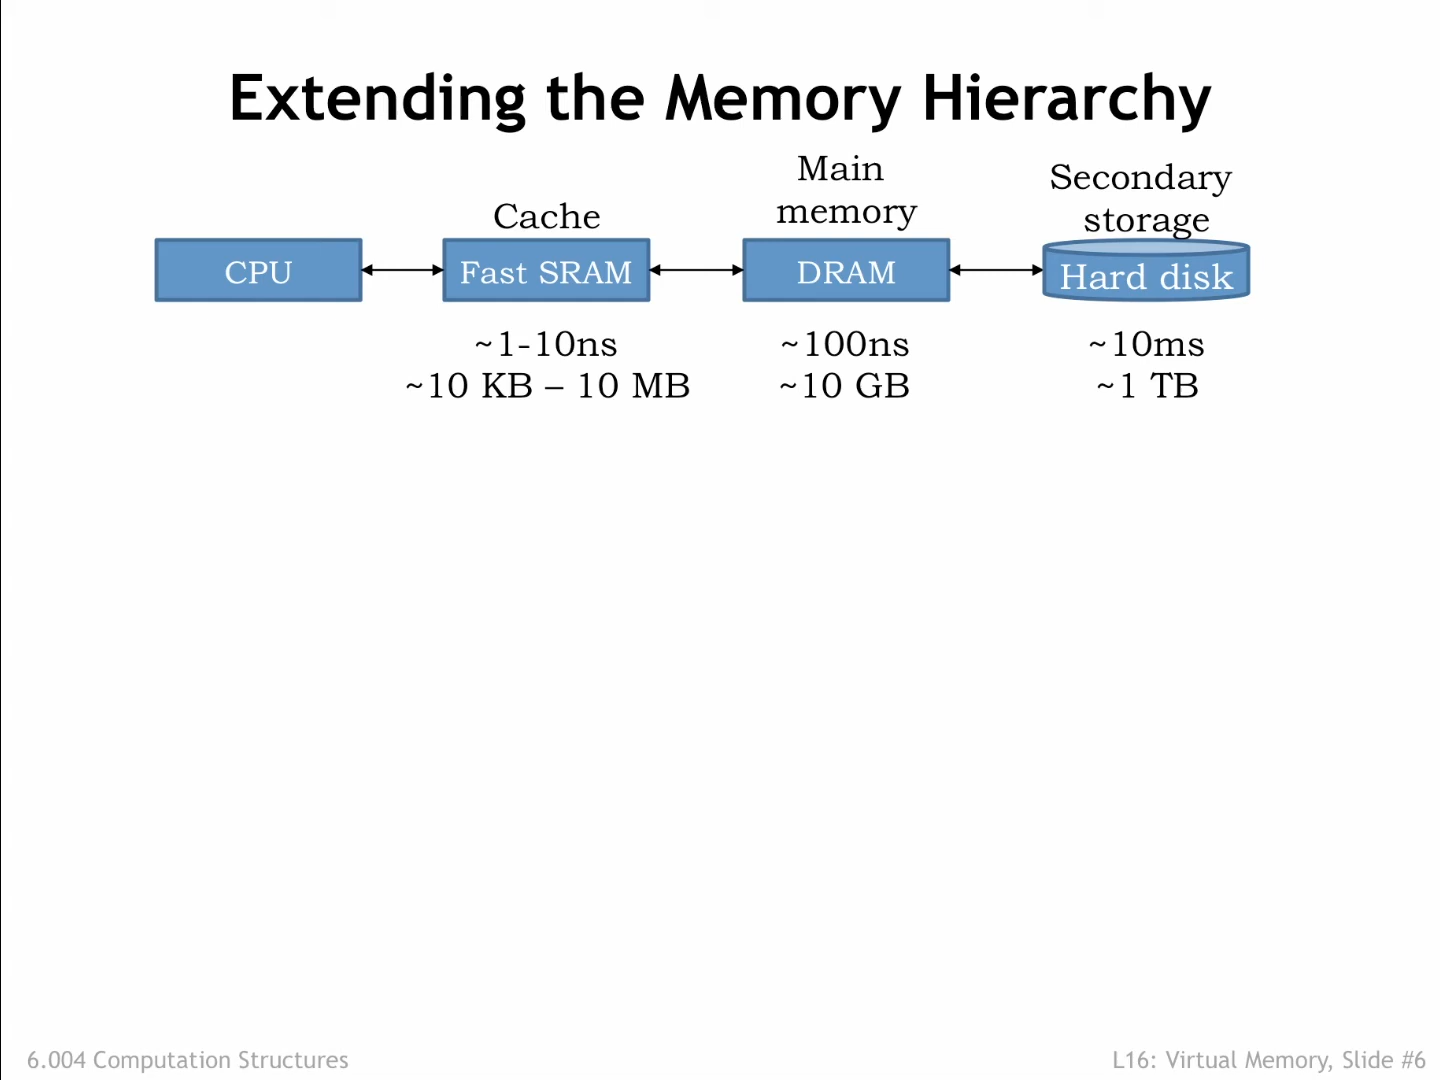 Extending the Memory Hierarchy
Cache
Main
memory
Secondary
storage
CPU
Fast SRAM
DRAM
Hard disk
~1-10ns
~10 KB – 10 MB
~100ns
~10 GB
~10ms
~1 TB
6.004 Computation Structures
L16: Virtual Memory, Slide #6